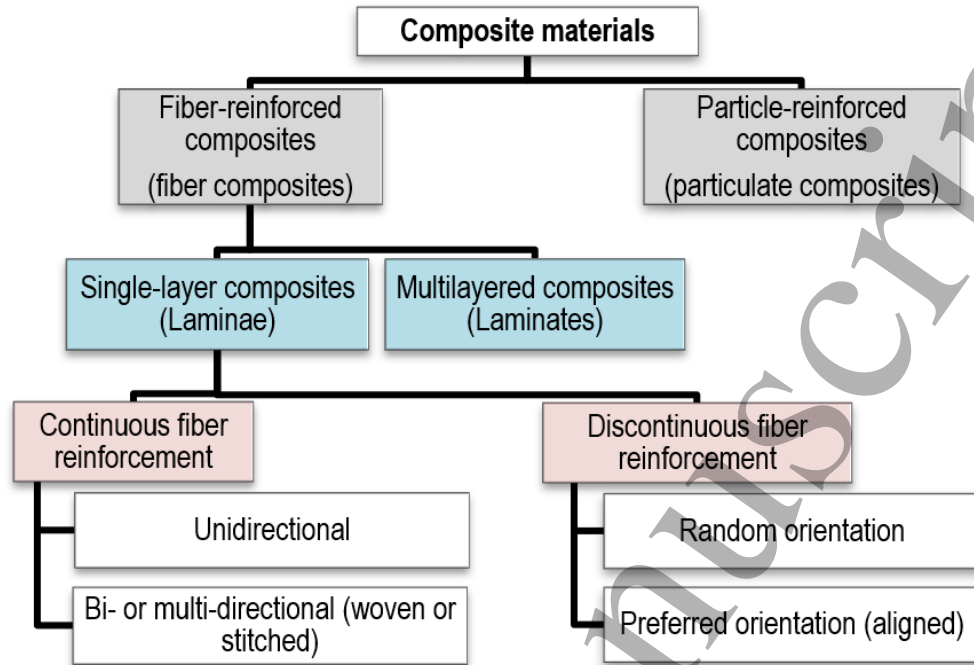 Composite materials
Fiber-reinforced
composites
(fiber composites)
Particle-reinforced
composites
(particulate composites)
Single-layer composites
(Laminae)
Multilayered composites
(Laminates)
Continuous fiber
reinforcement
Discontinuous fiber
reinforcement
Unidirectional
Random orientation
Bi- or multi-directional (woven or
stitched)
Preferred orientation (aligned)
nuscrip